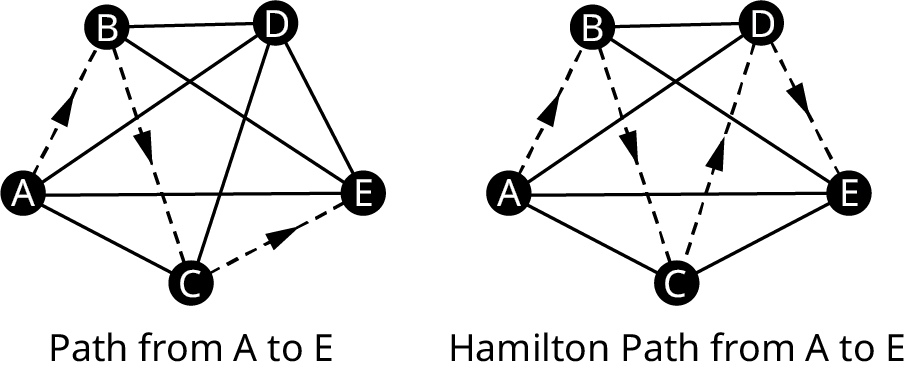 B D
A E
C
Path from A to E
B D
A E
C
Hamilton Path from A to E